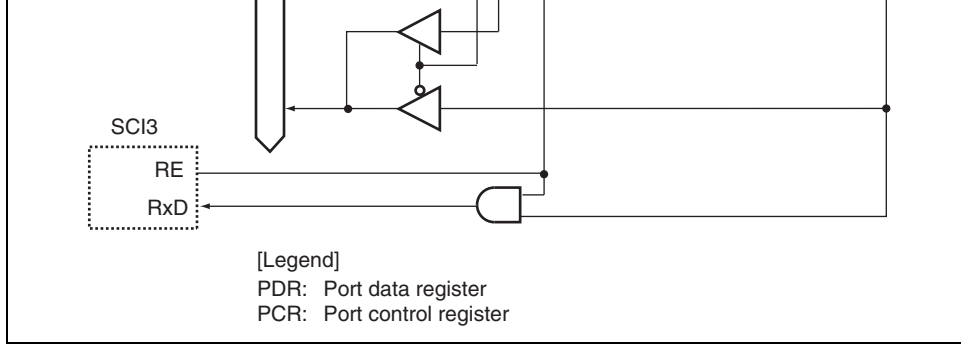 SCI3
RE
RxD
[Legend]
PDR: Port data register
PCR: Port control register